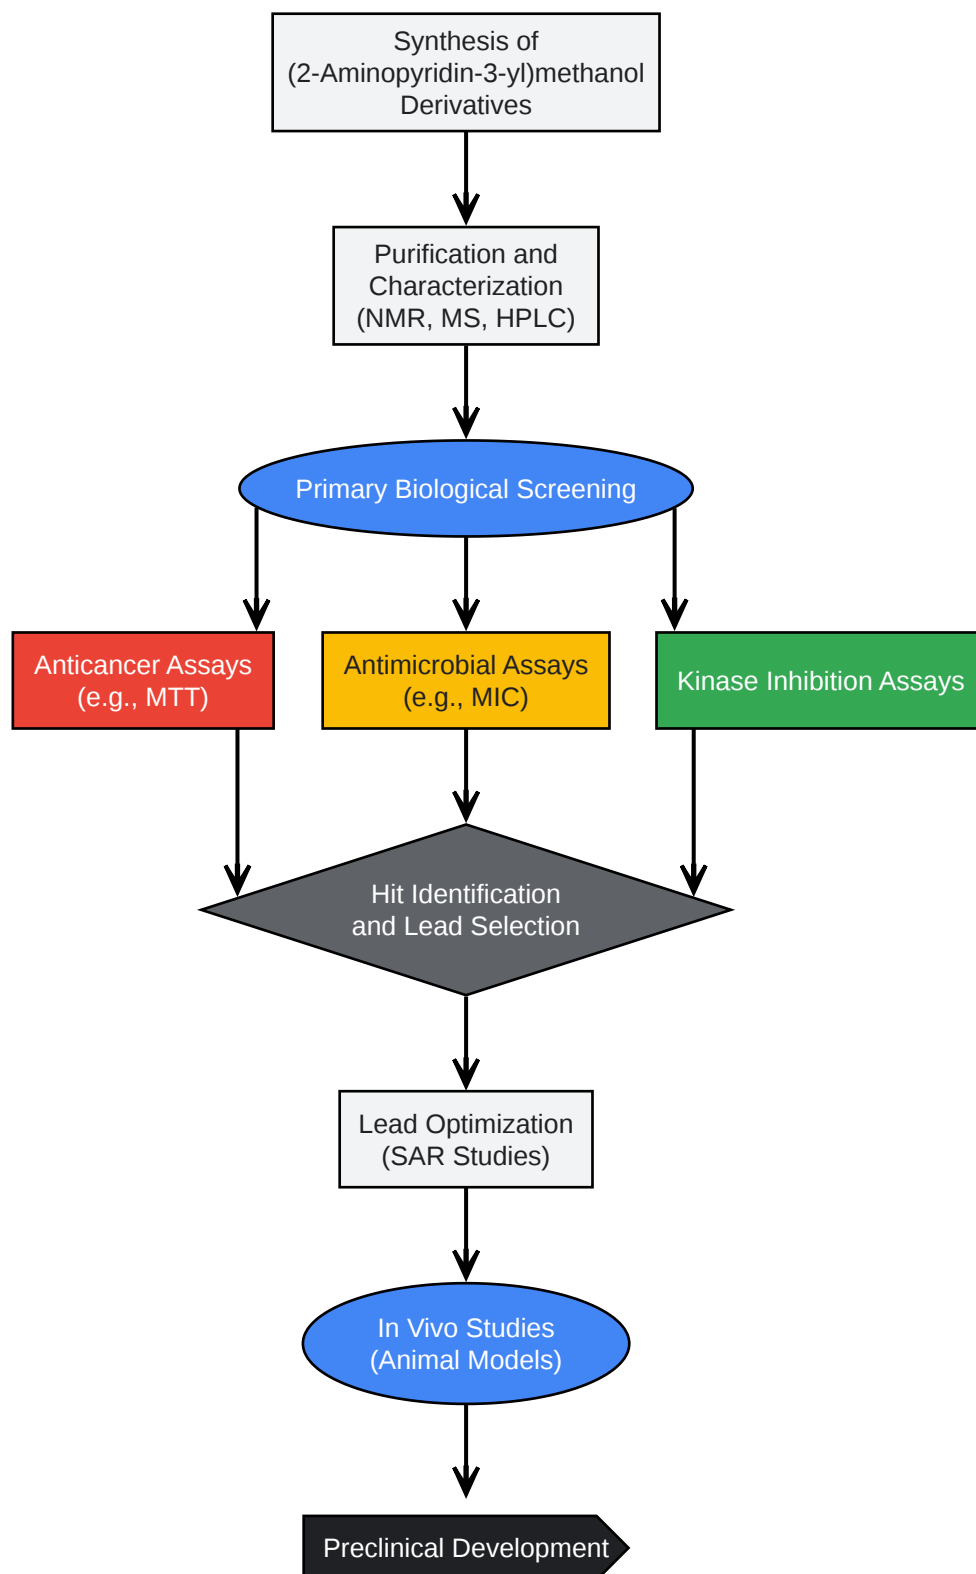 Synthesis of
(2-Aminopyridin-3-yl)methanol
Derivatives
Purification and
Characterization
(NMR, MS, HPLC)
Primary Biological Screening
Anticancer Assays
(e.g., MTT)
Antimicrobial Assays
(e.g., MIC)
Kinase Inhibition Assays
Hit Identification
and Lead Selection
Lead Optimization
(SAR Studies)
In Vivo Studies
(Animal Models)
Preclinical Development